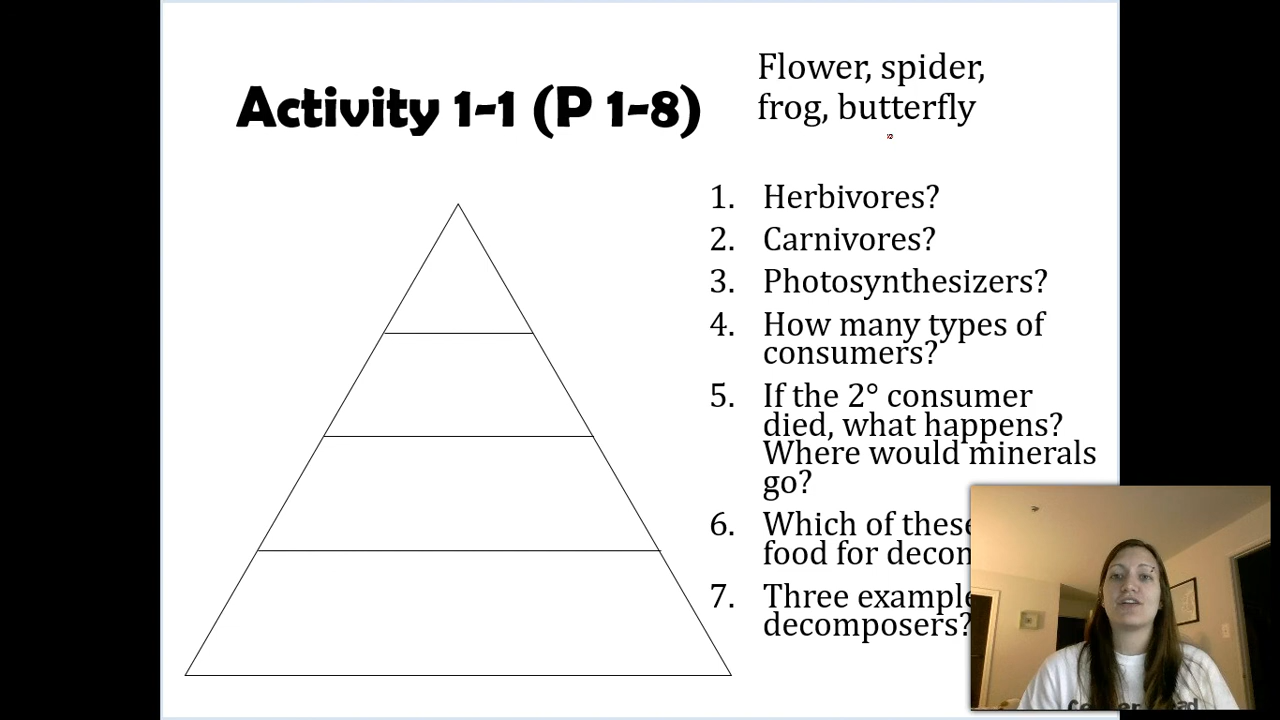 Activity 1-1 (P 1-8)
Flower, spider,
frog, butterfly
1. Herbivores?
2. Carnivores?
3. Photosynthesizers?
4. How many types of
consumers?
5. If the 2° consumer
died, what happens?
Where would minerals
go?
6. Which of these
food for
7. Three
decomposers?